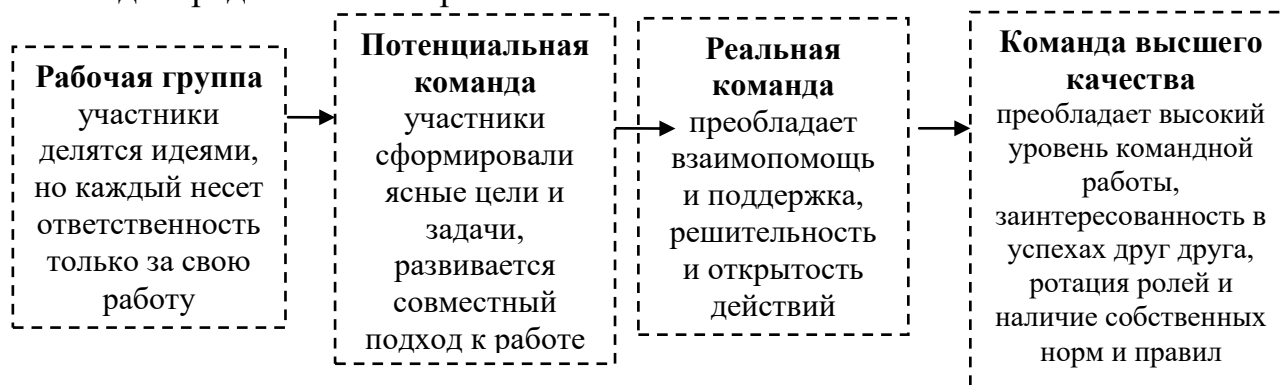 Рабочая группа
участники
делятся идеями,
но каждый несет
ответственность
только за свою
работу
Потенциальная
команда
участники
сформировали
ясные цели и
задачи,
развивается
совместный
подход к работе
Реальная
команда
преобладает
взаимопомощь
и поддержка,
решительность
и открытость
действий
Команда высшего
качества
преобладает высокий
уровень командной
работы,
заинтересованность в
успехах друг друга,
ротация ролей и
наличие собственных
норм и правил